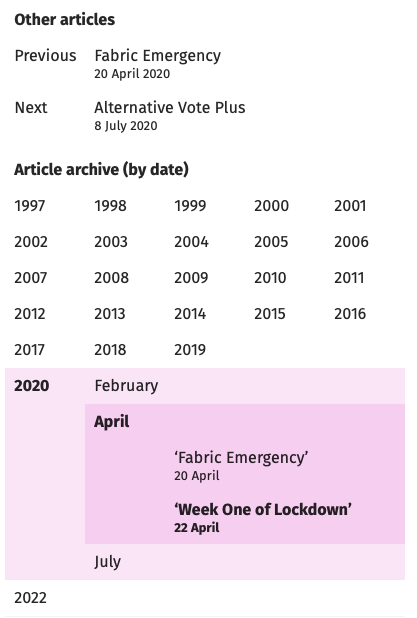 Other articles
Previous Fabric Emergency
20 April 2020
Next Alternative Vote Plus
8 July 2020
Article archive (by date)
1997 1998 1999 2000 2001
2002 2003 2004 2005 2006
2007 2008 2009 2010 2011
2012 2013 2014 2015 2016
2017 2018 2019
2020 February
April
‘Fabric Emergency’
20 April
‘Week One of Lockdown’
22 April
July
2022